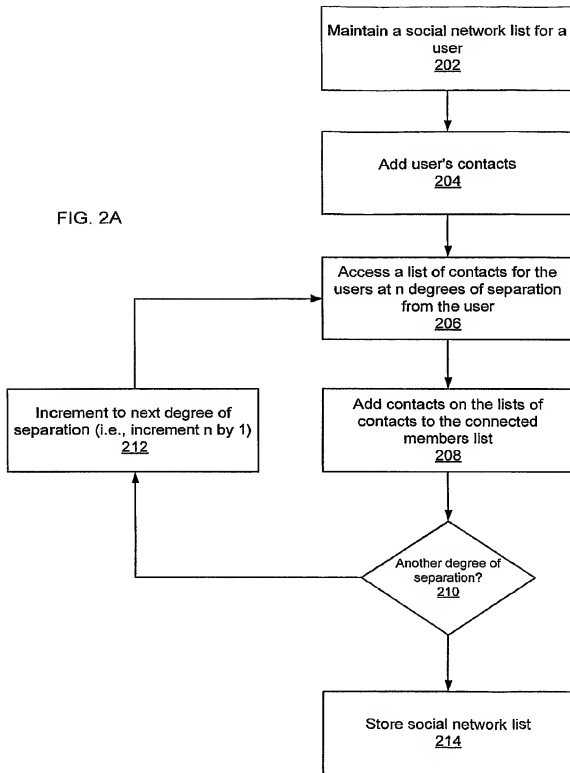 Maintain a social network list for a
user
202
Add user's contacts
204
FIG. 2A
Access a list of contacts for the
users at n degrees of separation
from the user
206
Increment to next degree of
separation (i.e., increment n by 1)
212
Add contacts on the lists of
contacts to the connected
members list
208
Another degree of
separation?
210
Store social network list
214